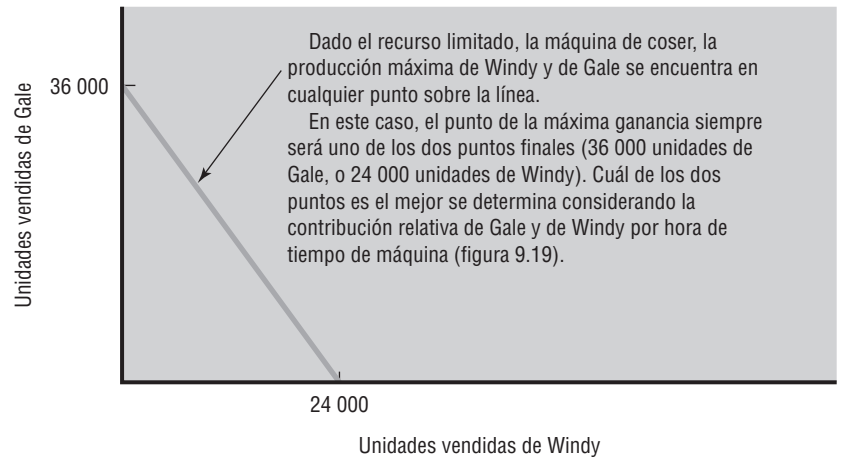 Unidades vendidas de Gale
36 000
Dado el recurso limitado, la máquina de coser, la
producción máxima de Windy y de Gale se encuentra en
cualquier punto sobre la línea.
En este caso, el punto de la máxima ganancia siempre
será uno de los dos puntos finales (36 000 unidades de
Gale, o 24 000 unidades de Windy). Cuál de los dos
puntos es el mejor se determina considerando la
contribución relativa de Gale y de Windy por hora de
tiempo de máquina (figura 9.19).
24 000
Unidades vendidas de Windy